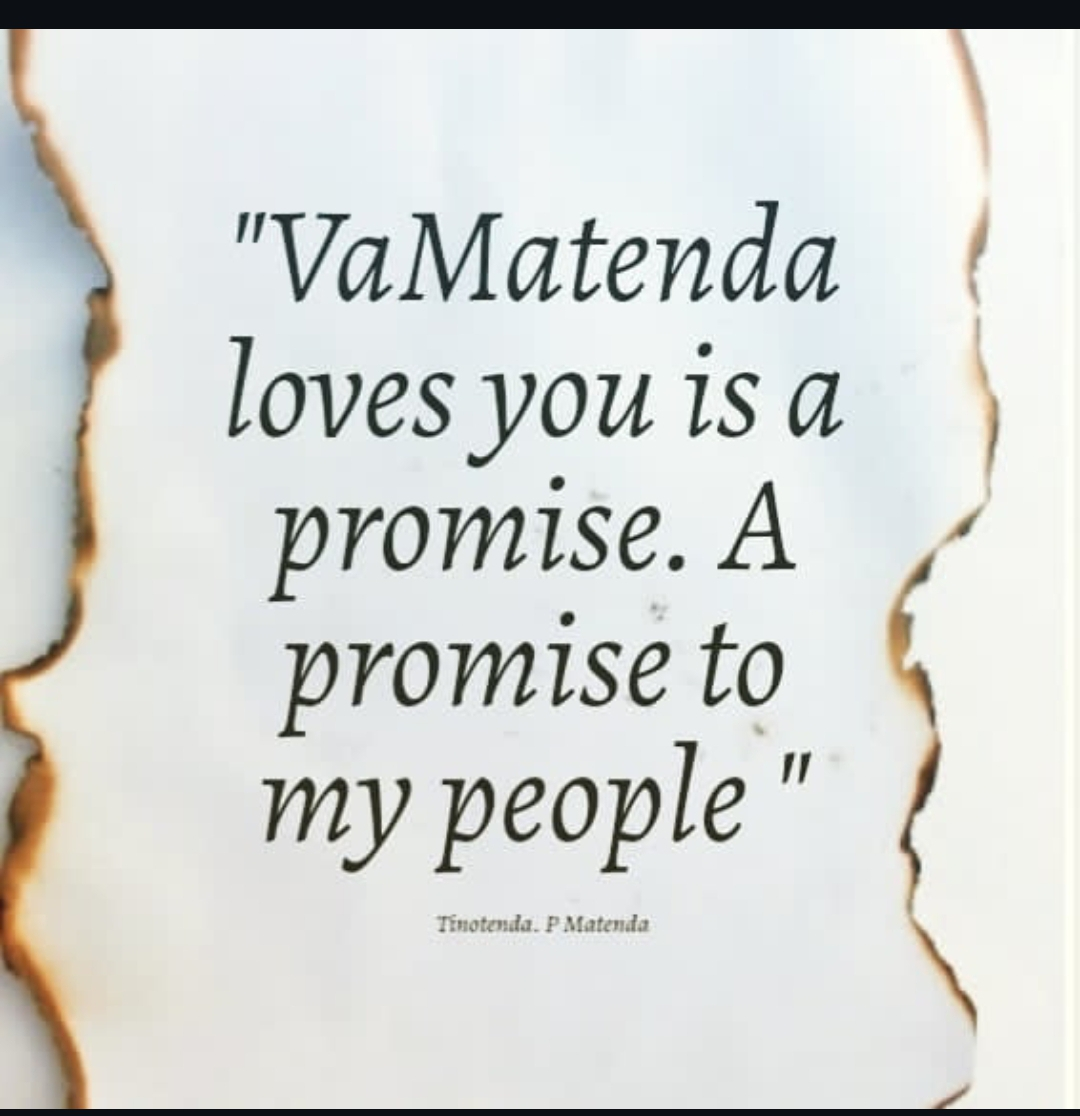 "VaMatenda
loves you is a
promise. A
promise to
my people "
Tinotenda. P Matenda